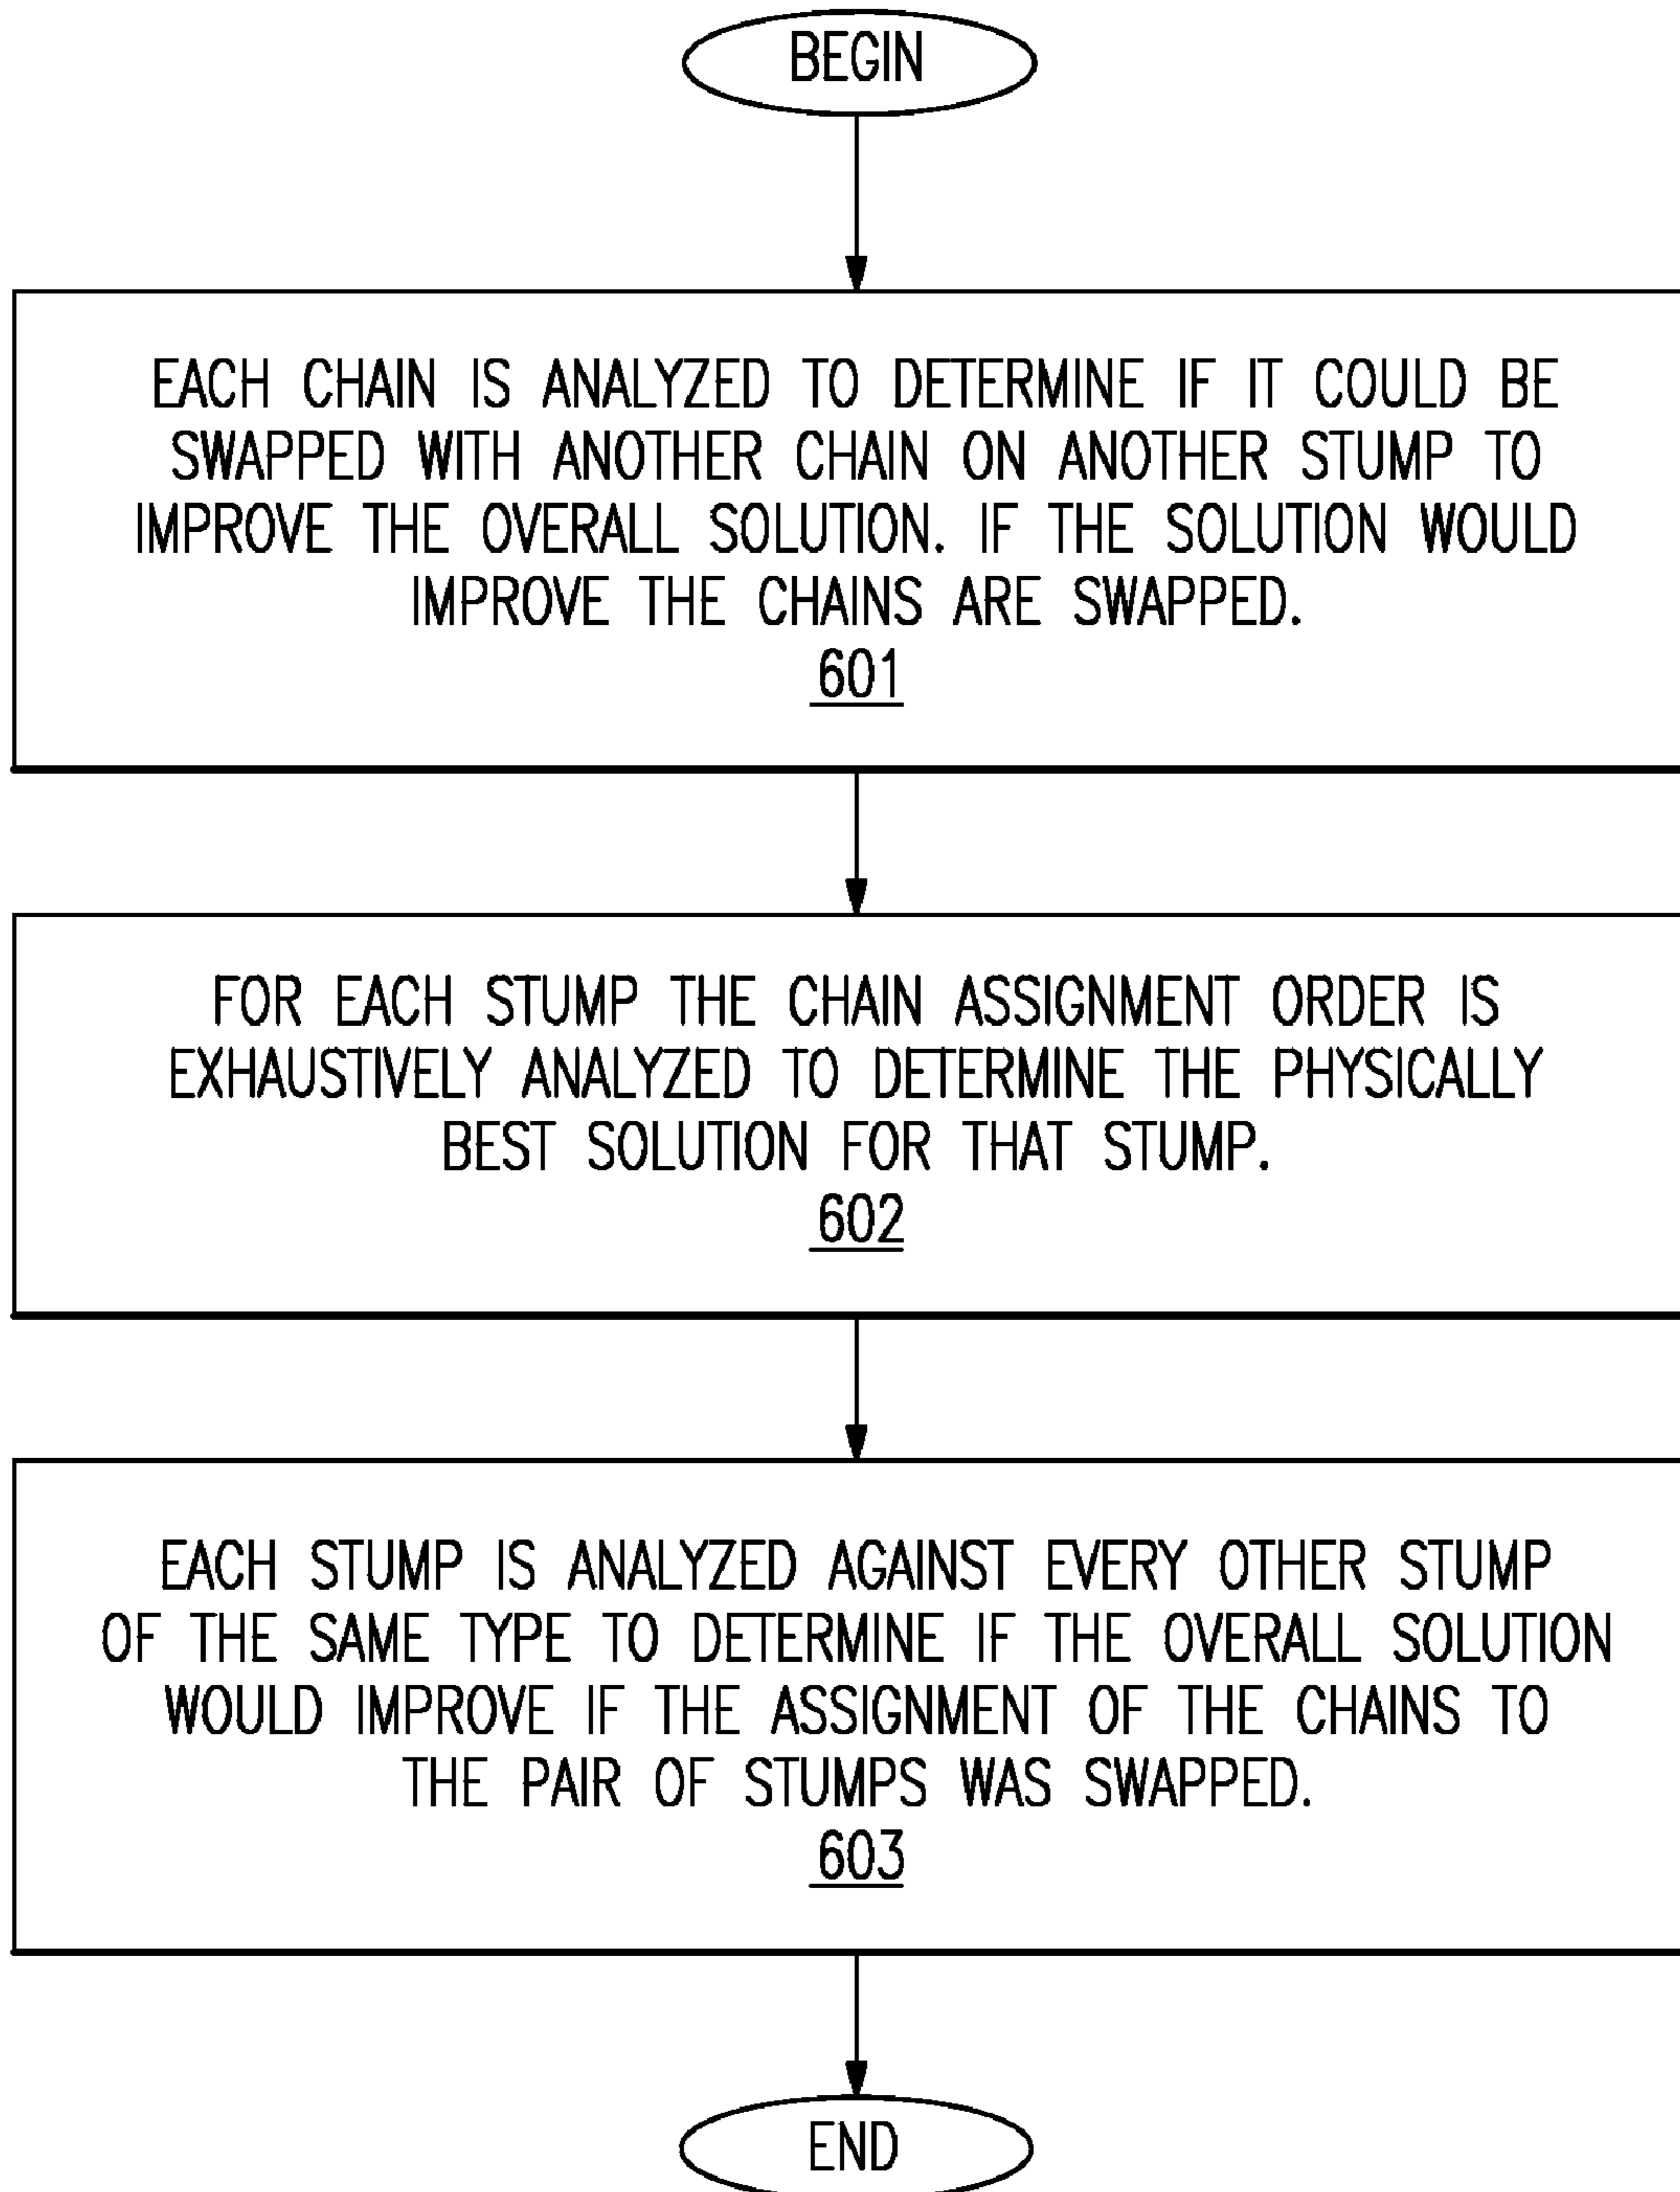 BEGIN
EACH CHAIN IS ANALYZED TO DETERMINE IF IT COULD BE
SWAPPED WITH ANOTHER CHAIN ON ANOTHER STUMP TO
IMPROVE THE OVERALL SOLUTION. IF THE SOLUTION WOULD
IMPROVE THE CHAINS ARE SWAPPED.
601
FOR EACH STUMP THE CHAIN ASSIGNMENT ORDER IS
EXHAUSTIVELY ANALYZED TO DETERMINE THE PHYSICALLY
BEST SOLUTION FOR THAT STUMP.
602
EACH STUMP IS ANALYZED AGAINST EVERY OTHER STUMP
OF THE SAME TYPE TO DETERMINE IF THE OVERALL SOLUTION
WOULD IMPROVE IF THE ASSIGNMENT OF THE CHAINS TO
THE PAIR OF STUMPS WAS SWAPPED.
603
END